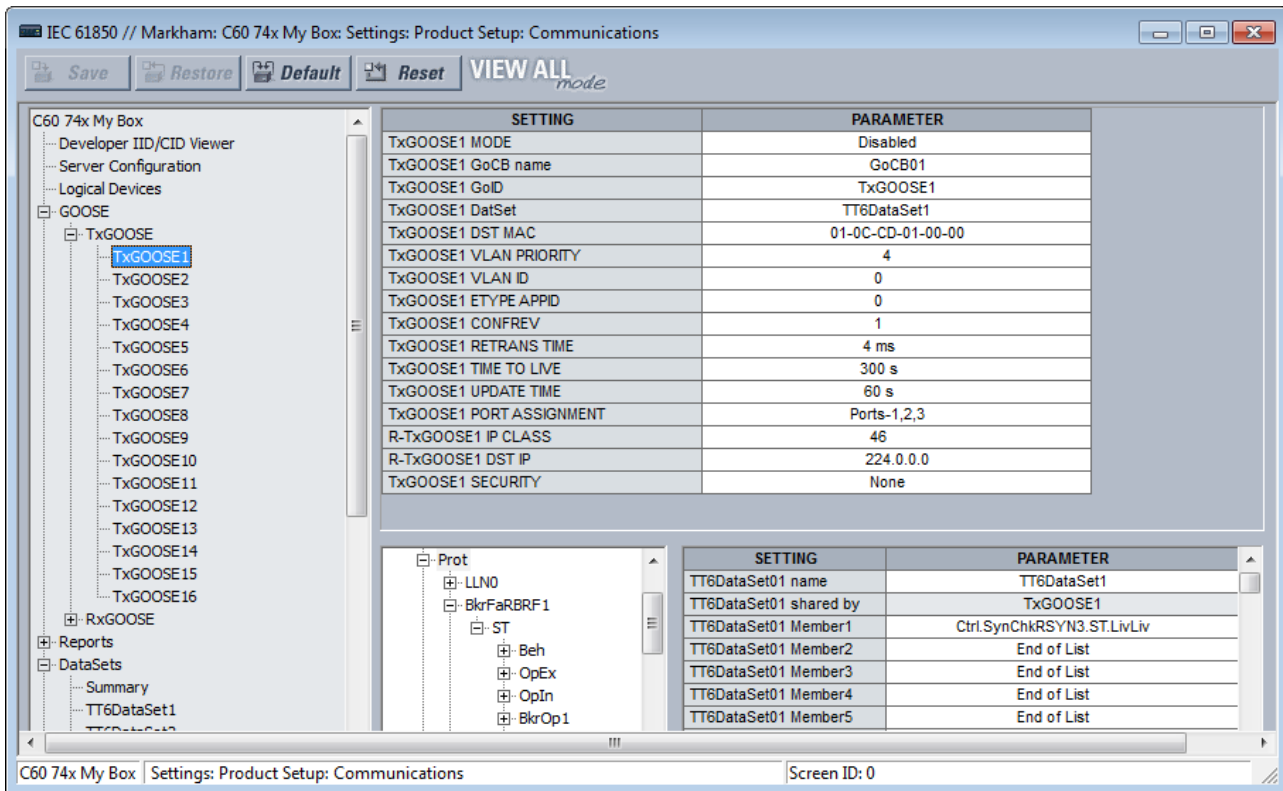 IEC 61850 // Markham: C60 74x My Box: Settings: Product Setup: Communications
Save Restore Default Reset VIEW ALL mode
C60 74x My Box
Developer IID/CID Viewer
Server Configuration
Logical Devices
GOOSE
TxGOOSE
TxGOOSE1
TxGOOSE2
TxGOOSE3
TxGOOSE4
TxGOOSE5
TxGOOSE6
TxGOOSE7
TxGOOSE8
TxGOOSE9
TxGOOSE10
TxGOOSE11
TxGOOSE12
TxGOOSE13
TxGOOSE14
TxGOOSE15
TxGOOSE16
RxGOOSE
Reports
DataSets
Summary
TT6DataSet1
SETTING PARAMETER
TxGOOSE1 MODE Disabled
TxGOOSE1 GoCB name GoCB01
TxGOOSE1 GoID TxGOOSE1
TxGOOSE1 DatSet TT6DataSet1
TxGOOSE1 DST MAC 01-0C-CD-01-00-00
TxGOOSE1 VLAN PRIORITY 4
TxGOOSE1 VLAN ID 0
TxGOOSE1 ETYPE APPID 0
TxGOOSE1 CONFREV 1
TxGOOSE1 RETRANS TIME 4 ms
TxGOOSE1 TIME TO LIVE 300 s
TxGOOSE1 UPDATE TIME 60 s
TxGOOSE1 PORT ASSIGNMENT Ports-1,2,3
R-TxGOOSE1 IP CLASS 46
R-TxGOOSE1 DST IP 224.0.0.0
TxGOOSE1 SECURITY None
Prot
LLN0
BkrFaRBRF1
ST
Beh
OpEx
OpIn
BkrOp1
SETTING PARAMETER
TT6DataSet01 name TT6DataSet1
TT6DataSet01 shared by TxGOOSE1
TT6DataSet01 Member1 Ctrl.SynChkRSYN3.ST.LivLiv
TT6DataSet01 Member2 End of List
TT6DataSet01 Member3 End of List
TT6DataSet01 Member4 End of List
TT6DataSet01 Member5 End of List
C60 74x My Box Settings: Product Setup: Communications Screen ID: 0